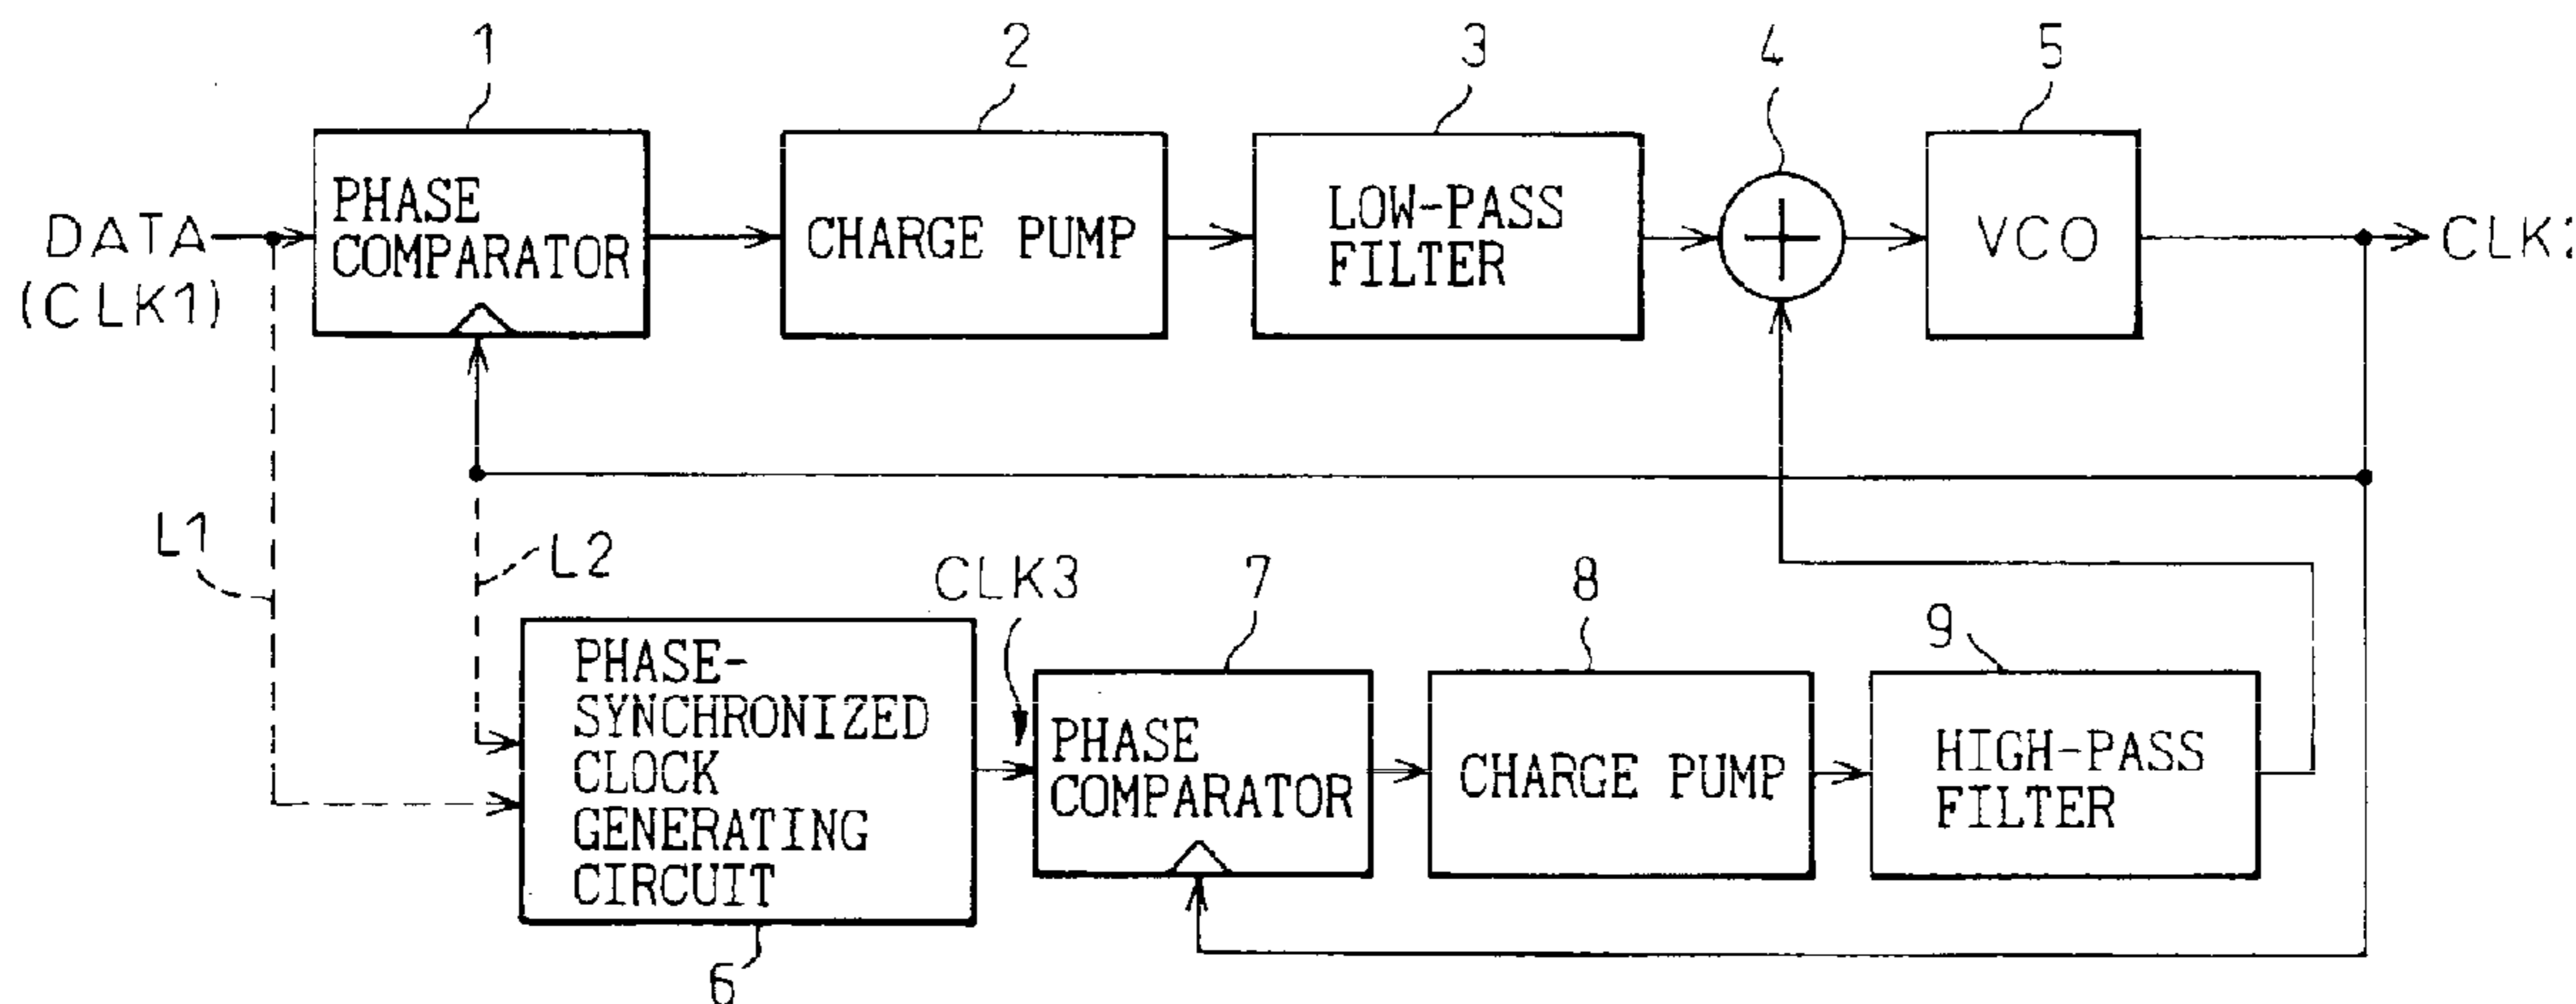 1
2
3
4
5
PHASE
COMPARATOR
CHARGE PUMP
LOW-PASS
FILTER
VCO
DATA
(CLK1)
L1
L2
CLK3
7
8
9
PHASE-
SYNCHRONIZED
CLOCK
GENERATING
CIRCUIT
PHASE
COMPARATOR
CHARGE PUMP
HIGH-PASS
FILTER
6